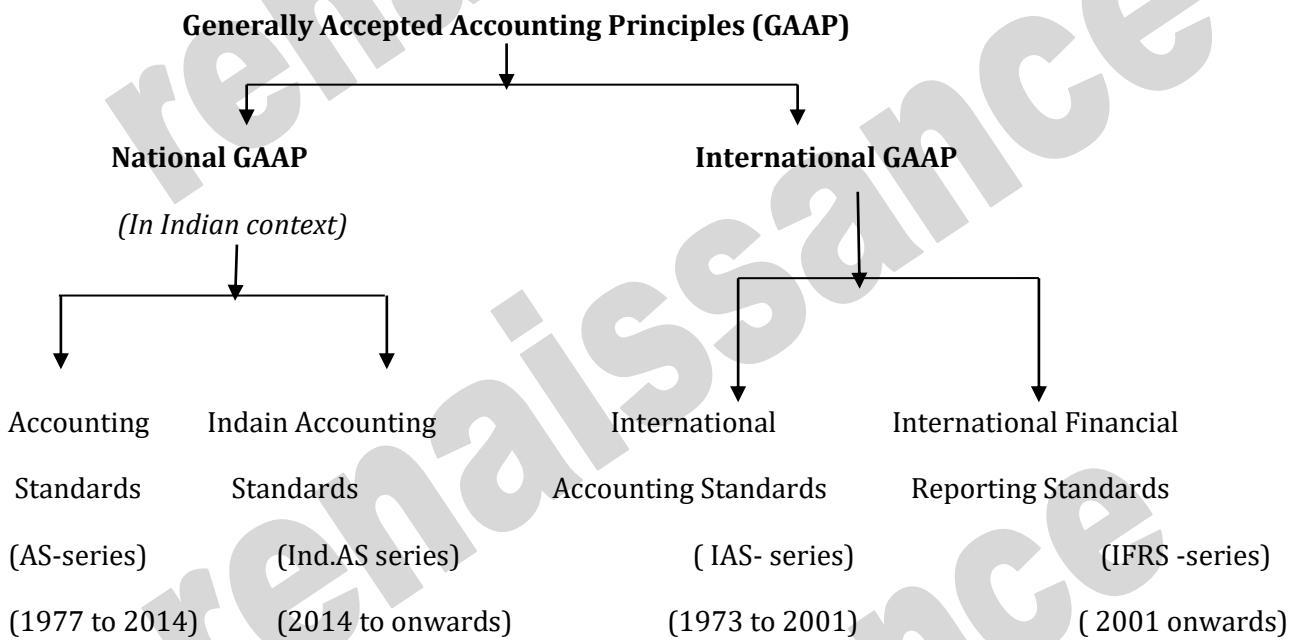 Generally Accepted Accounting Principles (GAAP)
National GAAP International GAAP
(In Indian context)
Accounting Indain Accounting International International Financial
Standards Standards Accounting Standards Reporting Standards
(AS-series) (Ind.AS series) ( IAS- series) (IFRS -series)
(1977 to 2014) (2014 to onwards) (1973 to 2001) ( 2001 onwards)
renaissance
renaissance